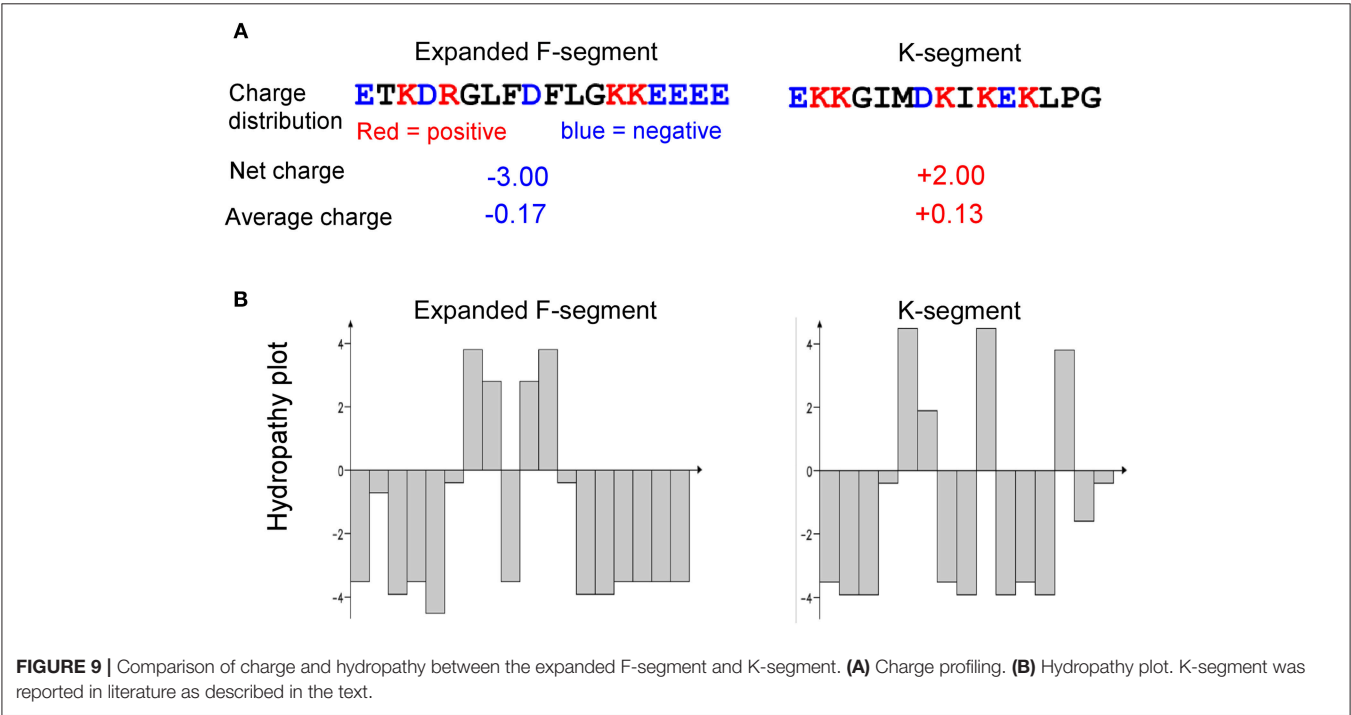 A
Expanded F-segment
K-segment
Charge
distribution
ETKDRGLFDFLGKKEEEE
EKKGIMDKIKEKLPG
Red = positive
blue = negative
Net charge
-3.00
+2.00
Average charge
-0.17
+0.13
B
Expanded F-segment
K-segment
Hydropathy plot
4
2
0
-2
-4
4
2
0
-2
-4
FIGURE 9 | Comparison of charge and hydropathy between the expanded F-segment and K-segment. (A) Charge profiling. (B) Hydropathy plot. K-segment was
reported in literature as described in the text.